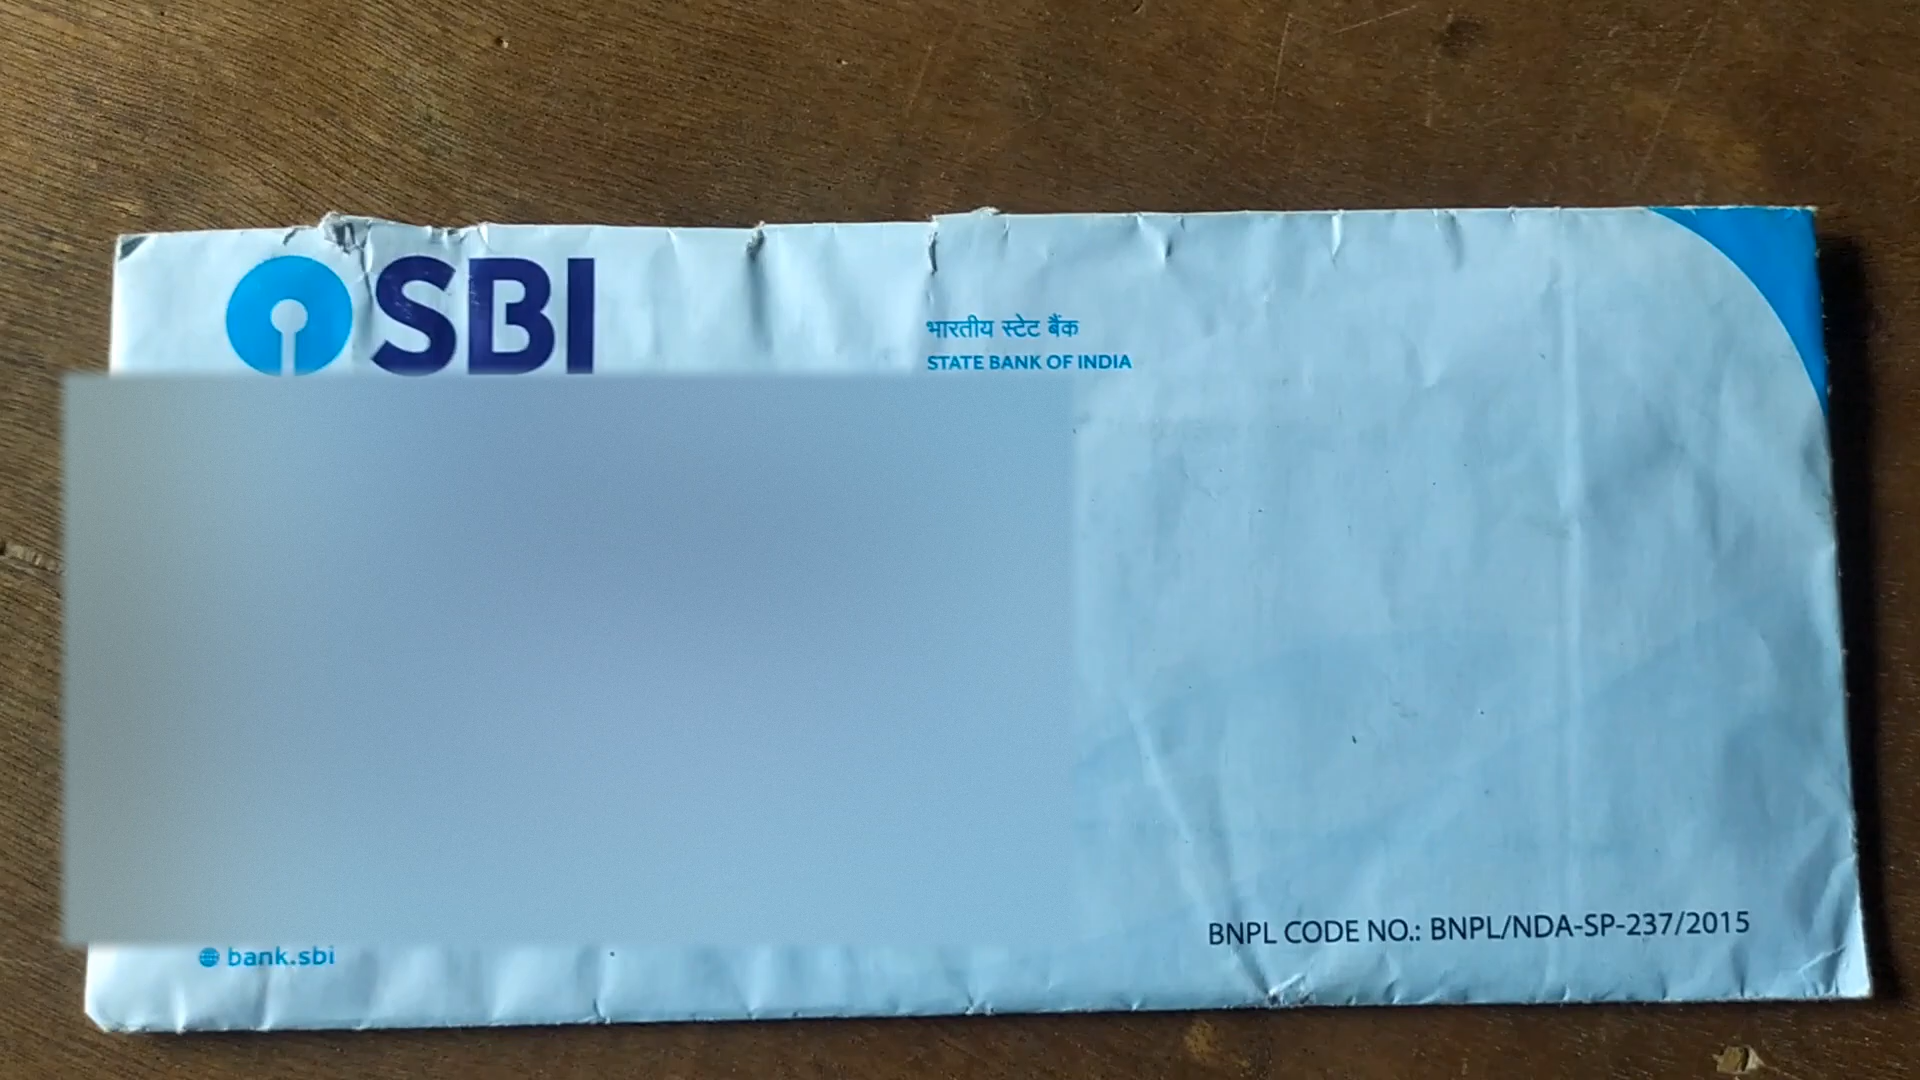 SBI
भारतीय स्टेट बैंक
STATE BANK OF INDIA
BNPL CODE NO.: BNPL/NDA-SP-237/2015
bank.sbi